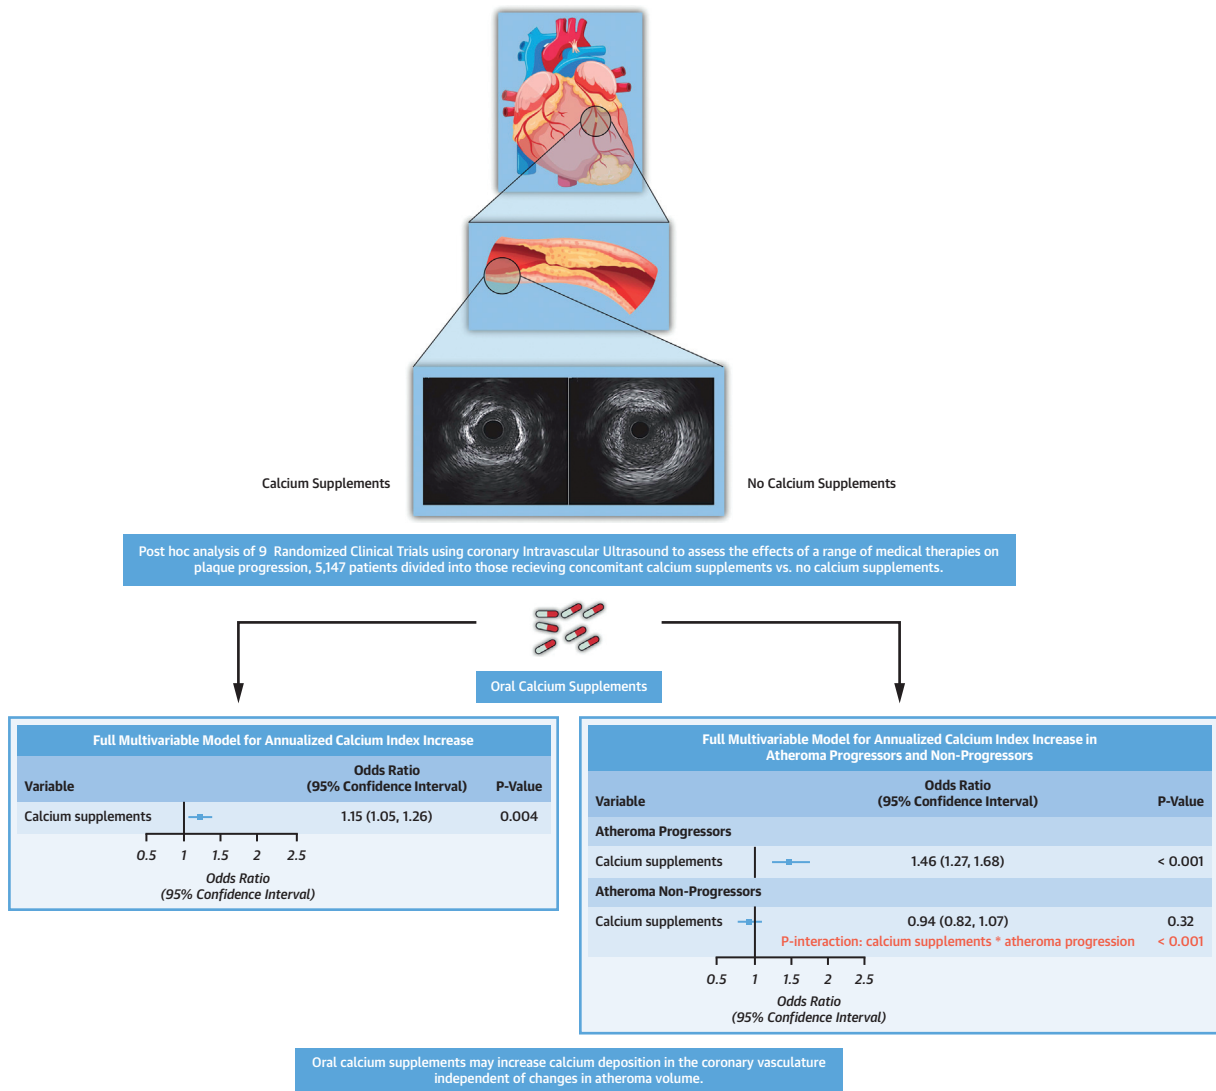 Calcium Supplements
No Calcium Supplements
Post hoc analysis of 9 Randomized Clinical Trials using coronary Intravascular Ultrasound to assess the effects of a range of medical therapies on
plaque progression, 5,147 patients divided into those recieving concomitant calcium supplements vs. no calcium supplements.
Oral Calcium Supplements
Full Multivariable Model for Annualized Calcium Index Increase
Variable
Odds Ratio
(95% Confidence Interval)
P-Value
Calcium supplements
1.15 (1.05, 1.26)
0.004
0.5 1 1.5 2 2.5
Odds Ratio
(95% Confidence Interval)
Full Multivariable Model for Annualized Calcium Index Increase in
Atheroma Progressors and Non-Progressors
Variable
Odds Ratio
(95% Confidence Interval)
P-Value
Atheroma Progressors
Calcium supplements
1.46 (1.27, 1.68)
< 0.001
Atheroma Non-Progressors
Calcium supplements
0.94 (0.82, 1.07)
0.32
P-interaction: calcium supplements * atheroma progression
< 0.001
0.5 1 1.5 2 2.5
Odds Ratio
(95% Confidence Interval)
Oral calcium supplements may increase calcium deposition in the coronary vasculature
independent of changes in atheroma volume.